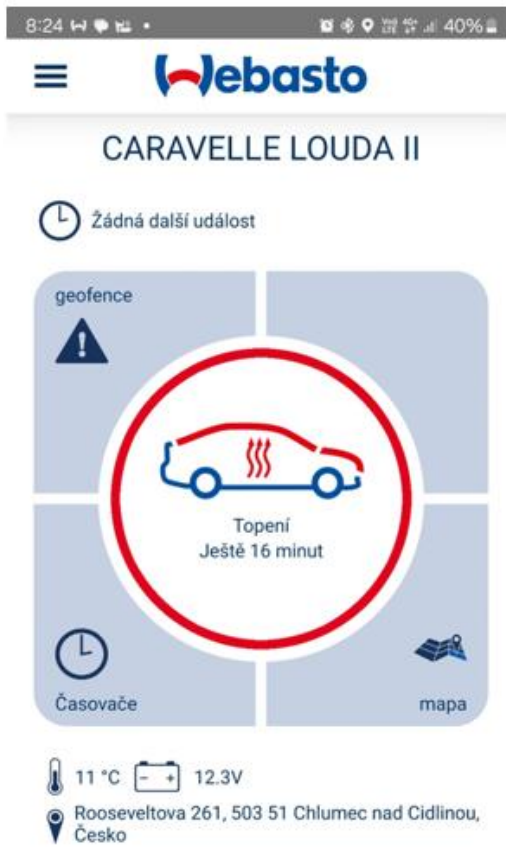 8:24
40%
Webasto
CARAVELLE LOUDA II
Žádná další událost
geofence
Topení
Ještě 16 minut
Časovače
mapa
11 °C - + 12.3V
Rooseveltova 261, 503 51 Chlumec nad Cidlinou,
Česko